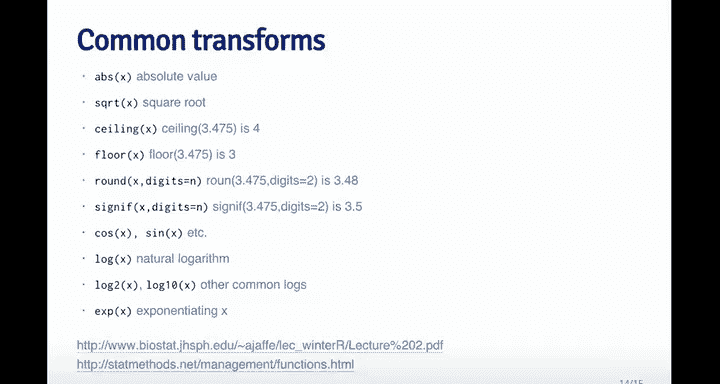 Common transforms
· abs(x) absolute value
· sqrt(x) square root
· ceiling(x) ceiling(3.475) is 4
· floor(x) floor(3.475) is 3
· round(x,digits=n) roun(3.475,digits=2) is 3.48
· signif(x,digits=n) signif(3.475,digits=2) is 3.5
· cos(x), sin(x) etc.
· log(x) natural logarithm
· log2(x), log10(x) other common logs
· exp(x) exponentiating x
http://www.biostat.jhsph.edu/~ajaffe/lec_winterR/Lecture%202.pdf
http://statmethods.net/management/functions.html
14/15